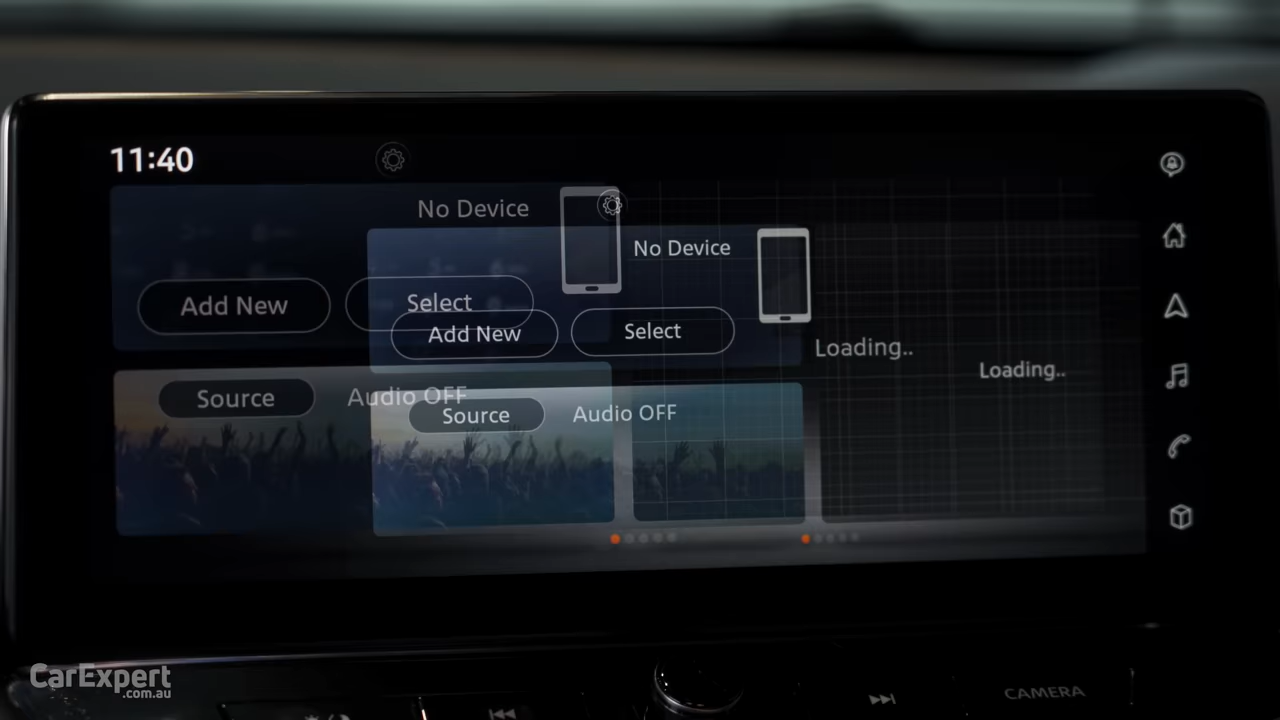 11:40
No Device
No Device
Add New
Select
Add New
Select
Loading..
Loading..
Source
Audio OFF
Source
Audio OFF
CarExpert
.com.au
CAMERA